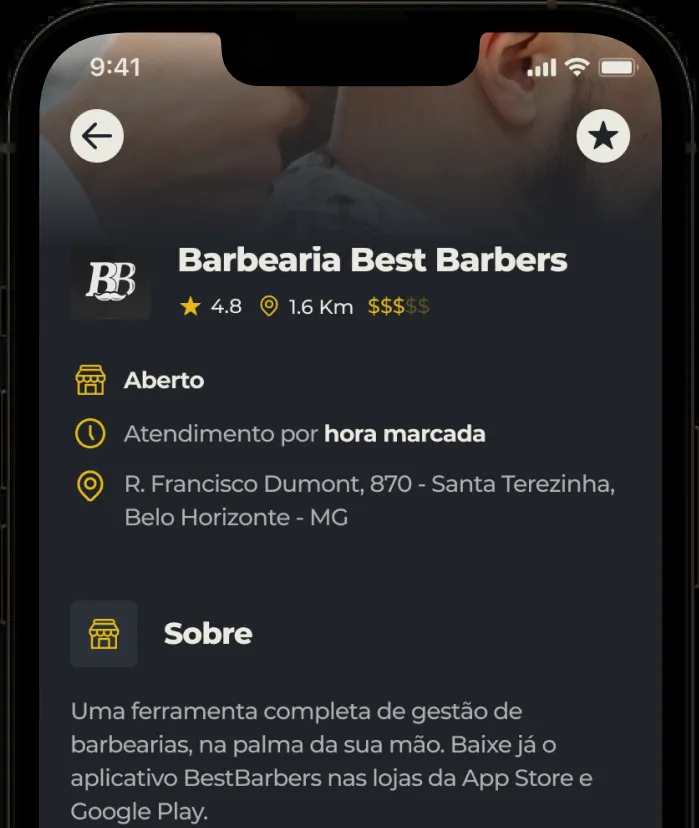 9:41
BB
Barbearia Best Barbers
4.8 1.6 Km $$$$$
Aberto
Atendimento por hora marcada
R. Francisco Dumont, 870 - Santa Terezinha,
Belo Horizonte - MG
Sobre
Uma ferramenta completa de gestão de
barbearias, na palma da sua mão. Baixe já o
aplicativo BestBarbers nas lojas da App Store e
Google Play.